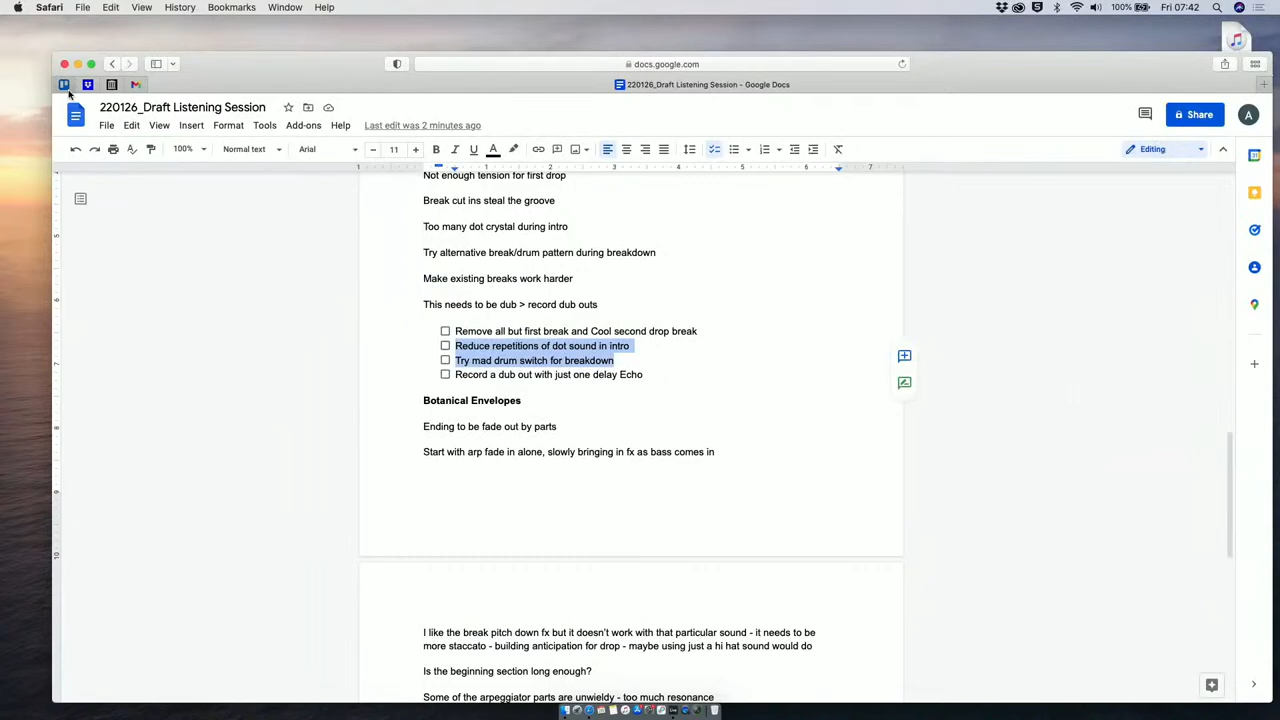 Safari File Edit View History Bookmarks Window Help 100% Fri 07:42
docs.google.com
220126_Draft Listening Session – Google Docs
220126_Draft Listening Session
File Edit View Insert Format Tools Add-ons Help Last edit was 2 minutes ago
Share
A
100% Normal text Arial 11 Editing
1 1 2 3 4 5 6 7
Not enough tension for first drop
Break cut ins steal the groove
Too many dot crystal during intro
Try alternative break/drum pattern during breakdown
Make existing breaks work harder
This needs to be dub > record dub outs
Remove all but first break and Cool second drop break
Reduce repetitions of dot sound in intro
Try mad drum switch for breakdown
Record a dub out with just one delay Echo
Botanical Envelopes
Ending to be fade out by parts
Start with arp fade in alone, slowly bringing in fx as bass comes in
I like the break pitch down fx but it doesn't work with that particular sound - it needs to be
more staccato - building anticipation for drop - maybe using just a hi hat sound would do
Is the beginning section long enough?
Some of the arpeggiator parts are unwieldy - too much resonance